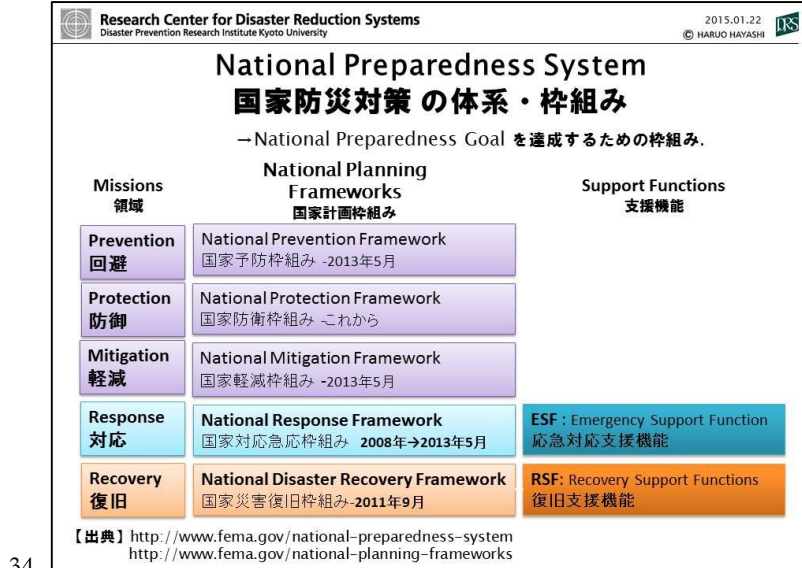 Research Center for Disaster Reduction Systems
Disaster Prevention Research Institute Kyoto University
2015.01.22
© HARUO HAYASHI
DRS
National Preparedness System
国家防災対策 の体系・枠組み
→National Preparedness Goal を達成するための枠組み.
Missions
領域
National Planning
Frameworks
国家計画枠組み
Support Functions
支援機能
Prevention
回避
National Prevention Framework
国家予防枠組み -2013年5月
Protection
防御
National Protection Framework
国家防衛枠組み -これから
Mitigation
軽減
National Mitigation Framework
国家軽減枠組み -2013年5月
Response
対応
National Response Framework
国家対応急応枠組み 2008年→2013年5月
ESF : Emergency Support Function
応急対応支援機能
Recovery
復旧
National Disaster Recovery Framework
国家災害復旧枠組み-2011年9月
RSF: Recovery Support Functions
復旧支援機能
【出典】http://www.fema.gov/national-preparedness-system
http://www.fema.gov/national-planning-frameworks
34